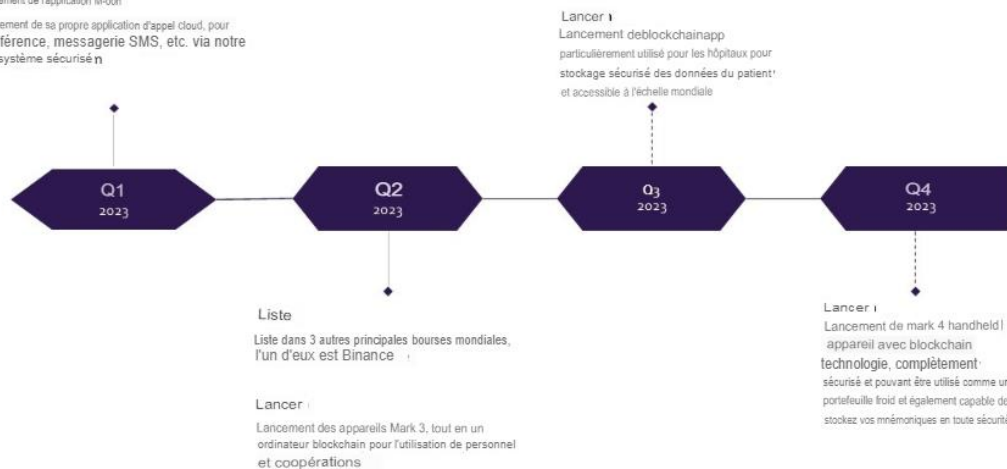 ement de l'application M-oon
ement de sa propre application d'appel cloud, pour
férence, messagerie SMS, etc. via notre
système sécurisé n
Q1
2023
Q2
2023
Liste
Liste dans 3 autres principales bourses mondiales,
l'un d'eux est Binance
Lancer
Lancement des appareils Mark 3, tout en un
ordinateur blockchain pour l'utilisation de personnel
et coopérations
Lancer
Lancement deblockchainapp
particulièrement utilisé pour les hôpitaux pour
stockage sécurisé des données du patient
et accessible à l'échelle mondiale
Q3
2023
Q4
2023
Lancer
Lancement de mark 4 handheld
appareil avec blockchain
technologie, complètement
sécurisé et pouvant être utilisé comme un
portefeuille froid et également capable de
stockez vos mnémoniques en toute sécurité